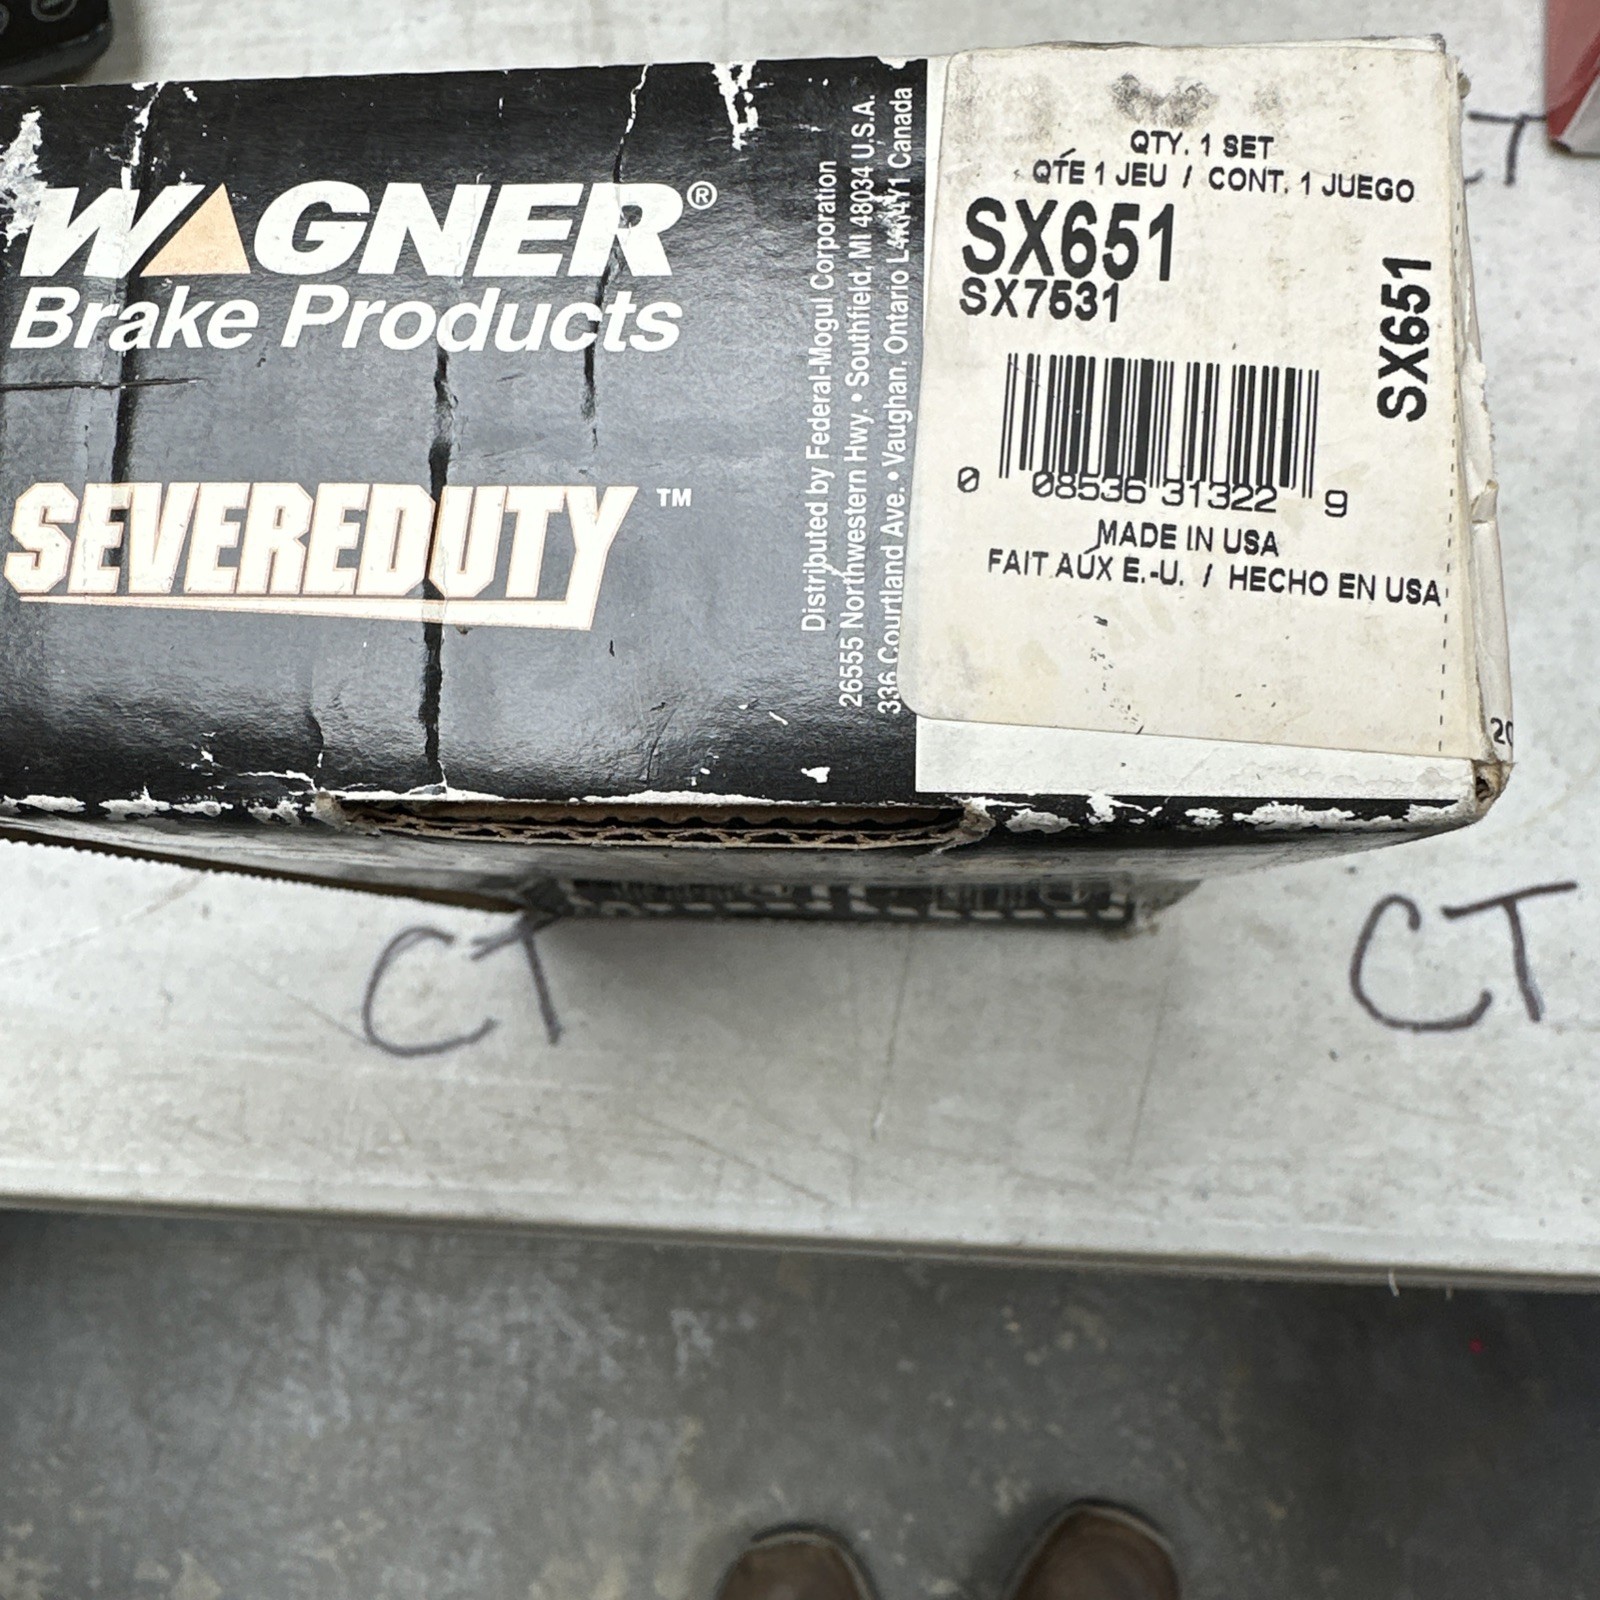 WAGNER®
Brake Products
SEVEREDUTY™
Distributed by Federal-Mogul Corporation
26555 Northwestern Hwy. • Southfield, MI 48034 U.S.A.
336 Courtland Ave. • Vaughan, Ontario Canada
QTY. 1 SET
QTÉ 1 JEU / CONT. 1 JUEGO
SX651
SX7531
SX651
0 08536 31322 9
MADE IN USA
FAIT AUX É.-U. / HECHO EN USA
CT
CT